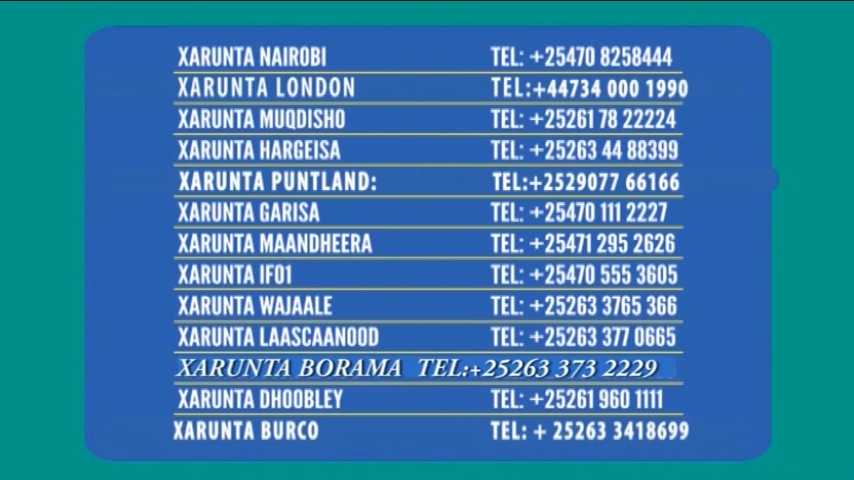 XARUNTA NAIROBI TEL: +25470 8258444
XARUNTA LONDON TEL:+44734 000 1990
XARUNTA MUQDISHO TEL: +25261 78 22224
XARUNTA HARGEISA TEL: +25263 44 88399
XARUNTA PUNTLAND: TEL:+2529077 66166
XARUNTA GARISA TEL: +25470 111 2227
XARUNTA MAANDHEERA TEL: +25471 295 2626
XARUNTA IFO1 TEL: +25470 555 3605
XARUNTA WAJAALE TEL: +25263 3765 366
XARUNTA LAASCAANOOD TEL: +25263 377 0665
XARUNTA BORAMA TEL:+25263 373 2229
XARUNTA DHOOBLEY TEL: +25261 960 1111
XARUNTA BURCO TEL: + 25263 3418699